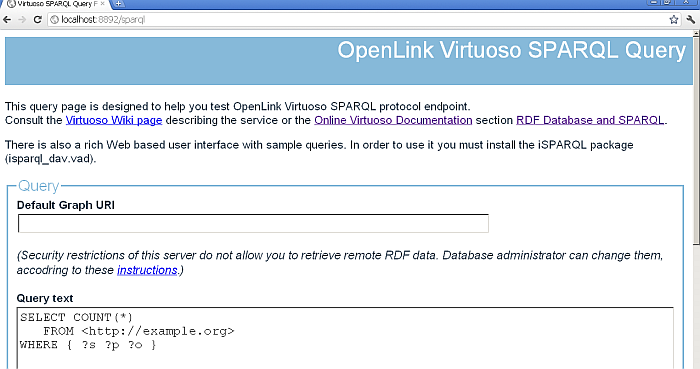 Virtuoso SPARQL Query F
localhost:8892/sparql
OpenLink Virtuoso SPARQL Query
This query page is designed to help you test OpenLink Virtuoso SPARQL protocol endpoint.
Consult the Virtuoso Wiki page describing the service or the Online Virtuoso Documentation section RDF Database and SPARQL.
There is also a rich Web based user interface with sample queries. In order to use it you must install the iSPARQL package
(isparql_dav.vad).
Query
Default Graph URI
(Security restrictions of this server do not allow you to retrieve remote RDF data. Database administrator can change them,
accodring to these instructions.)
Query text
SELECT COUNT(*)
FROM <http://example.org>
WHERE { ?s ?p ?o }